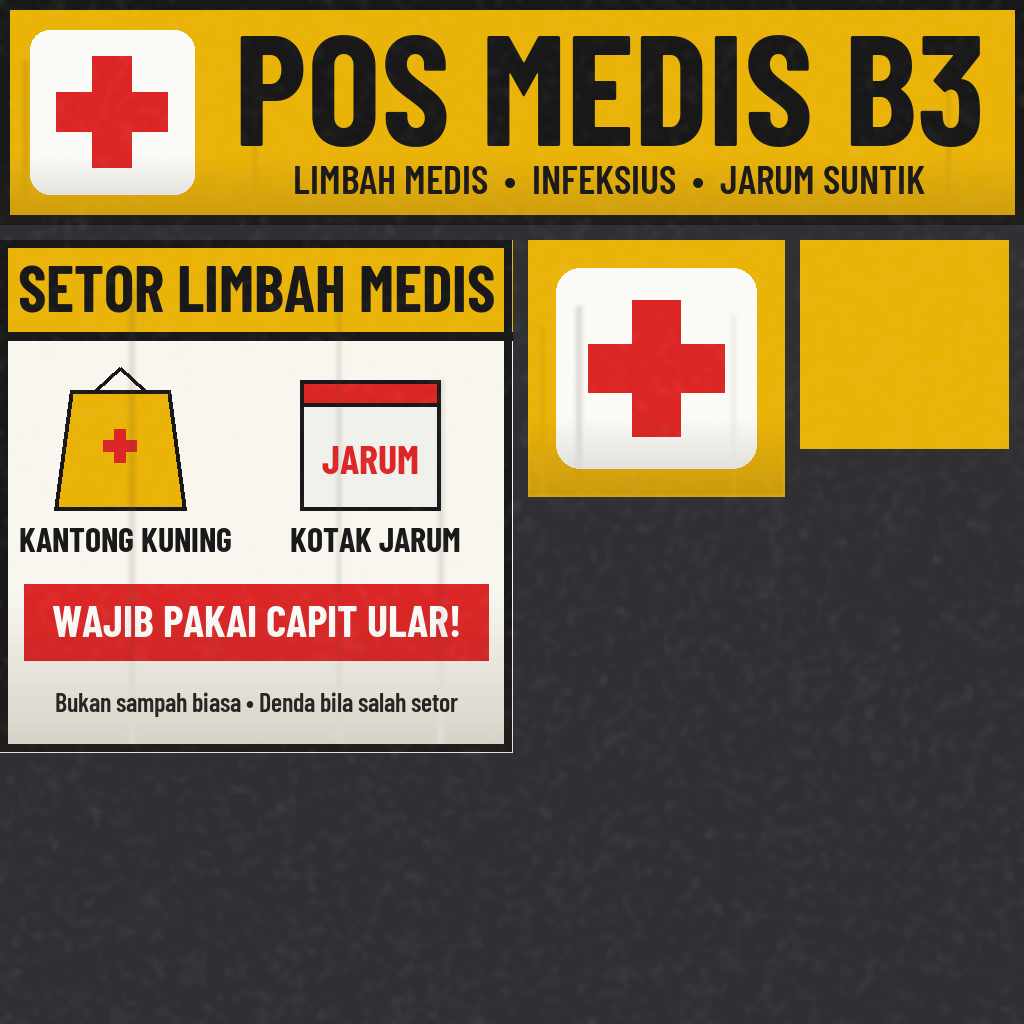 POS MEDIS B3
LIMBAH MEDIS • INFEKSIUS • JARUM SUNTIK
SETOR LIMBAH MEDIS
JARUM
KANTONG KUNING
KOTAK JARUM
WAJIB PAKAI CAPIT ULAR!
Bukan sampah biasa • Denda bila salah setor